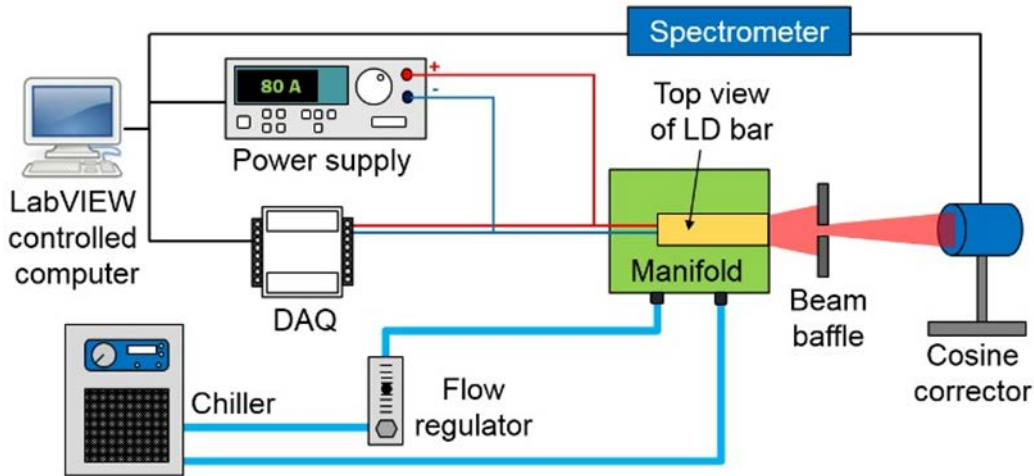 Spectrometer
80 A
+
-
Top view
of LD bar
Power supply
LabVIEW
controlled
computer
Manifold
DAQ
Beam
baffle
Cosine
corrector
Chiller
Flow
regulator